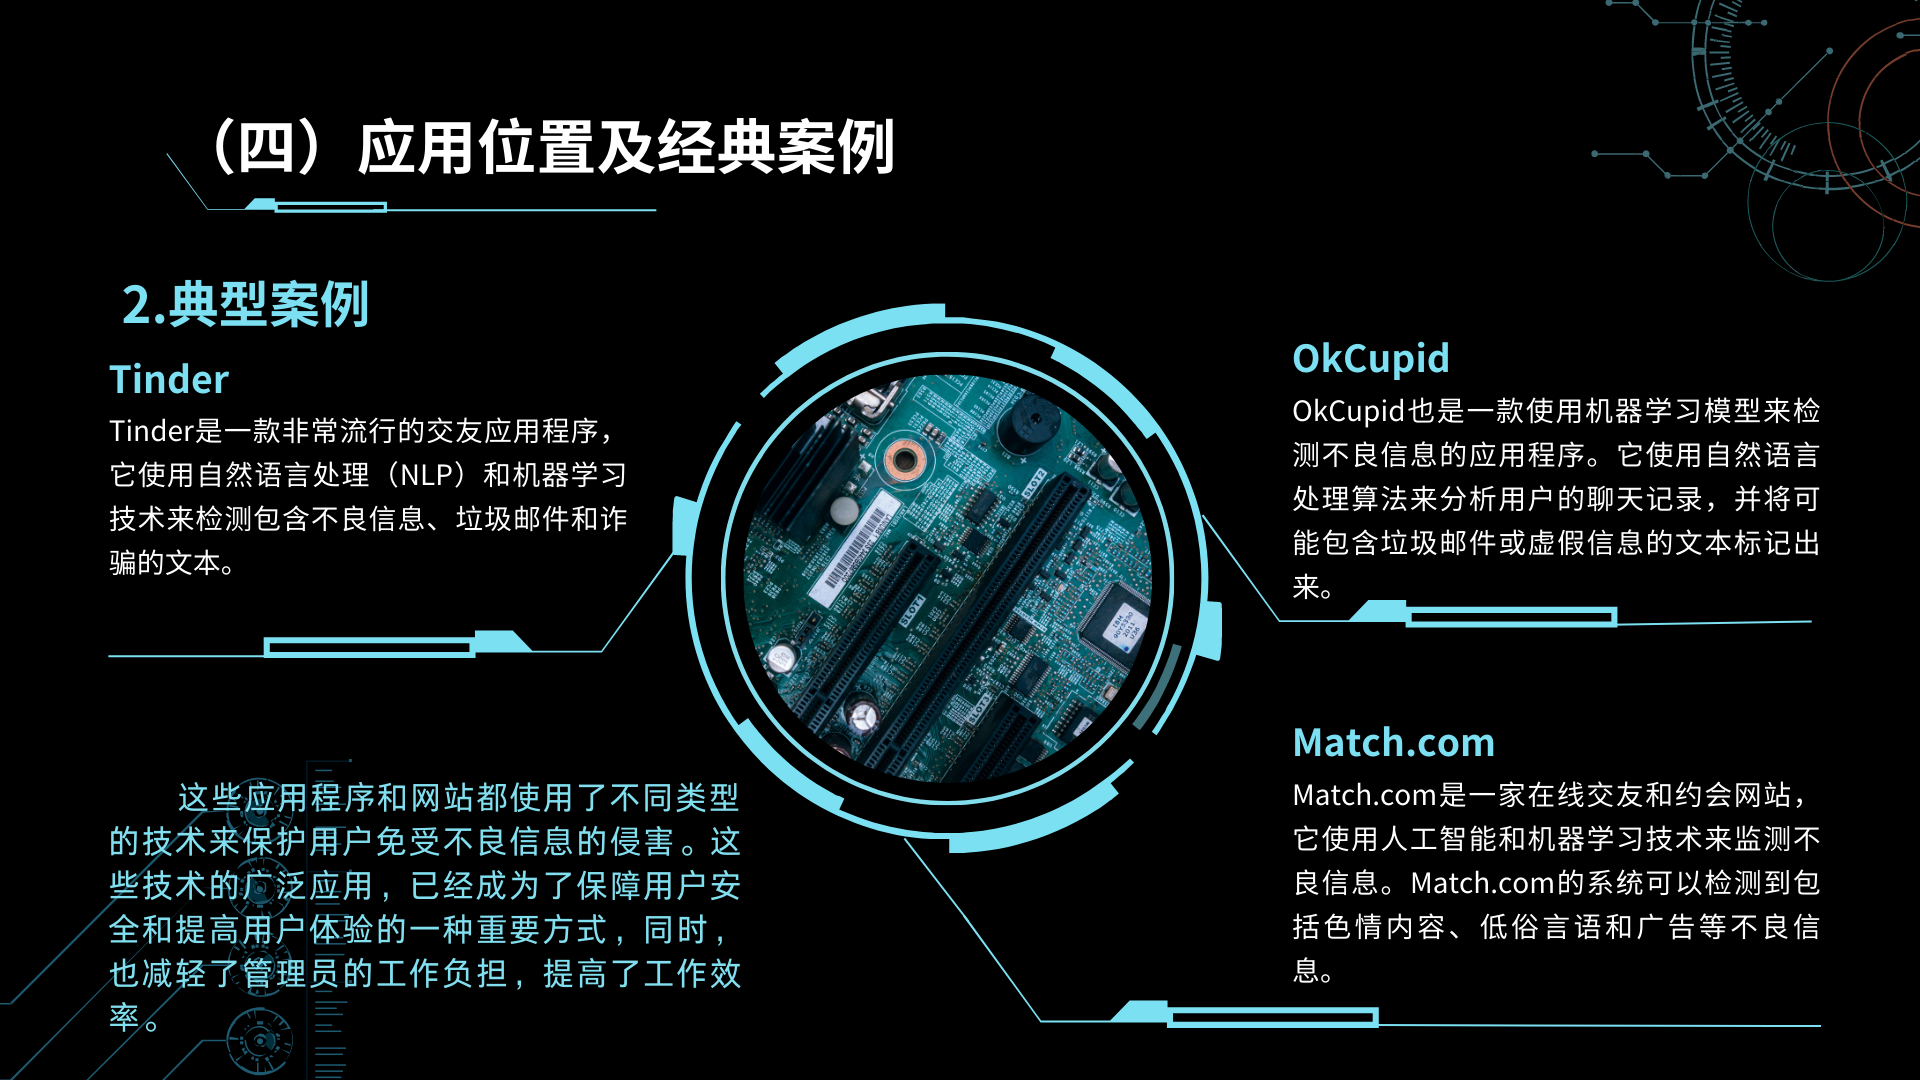 （四）应用位置及经典案例
2.典型案例
Tinder
Tinder是一款非常流行的交友应用程序，
它使用自然语言处理（NLP）和机器学习
技术来检测包含不良信息、垃圾邮件和诈
骗的文本。
OkCupid
OkCupid也是一款使用机器学习模型来检
测不良信息的应用程序。它使用自然语言
处理算法来分析用户的聊天记录，并将可
能包含垃圾邮件或虚假信息的文本标记出
来。
SLOT2
SLOT1
SLOT3
Match.com
Match.com是一家在线交友和约会网站，
它使用人工智能和机器学习技术来监测不
良信息。Match.com的系统可以检测到包
括色情内容、低俗言语和广告等不良信
息。
这些应用程序和网站都使用了不同类型
的技术来保护用户免受不良信息的侵害。这
些技术的广泛应用，已经成为了保障用户安
全和提高用户体验的一种重要方式，同时，
也减轻了管理员的工作负担，提高了工作效
率。